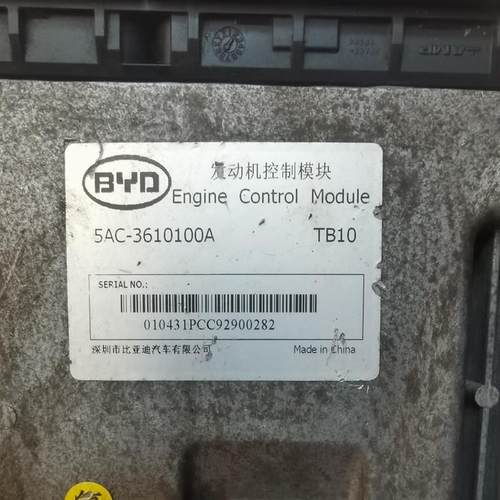 BYD
发动机控制模块
Engine Control Module
5AC-3610100A TB10
SERIAL NO.:
010431PCC92900282
深圳市比亚迪汽车有限公司 Made in China